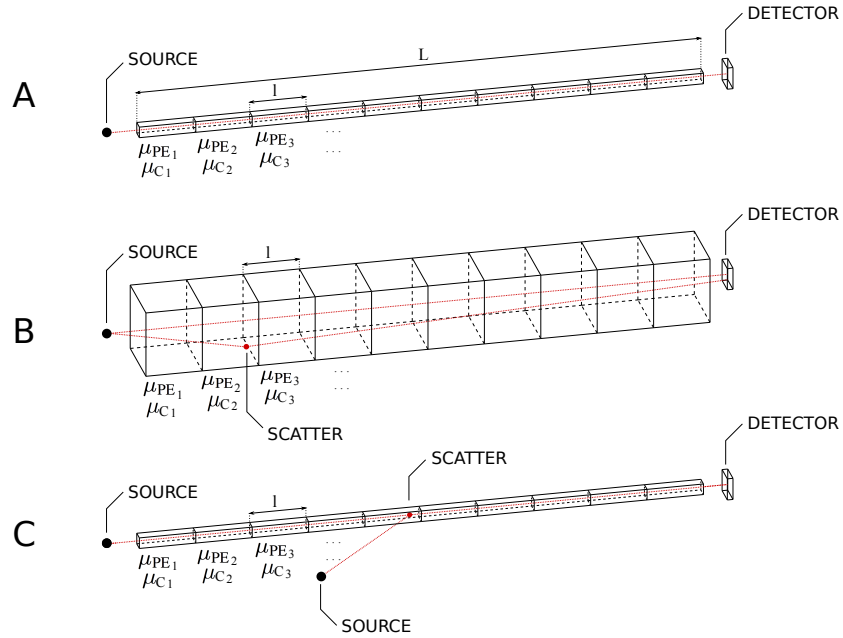 DETECTOR
SOURCE
L
A
l
μPE1 μPE2 μPE3 ...
μC1 μC2 μC3 ...
DETECTOR
SOURCE
l
B
μPE1 μPE2 μPE3 ...
μC1 μC2 μC3 ...
SCATTER
DETECTOR
SCATTER
SOURCE
l
C
μPE1 μPE2 μPE3 ...
μC1 μC2 μC3 ...
SOURCE